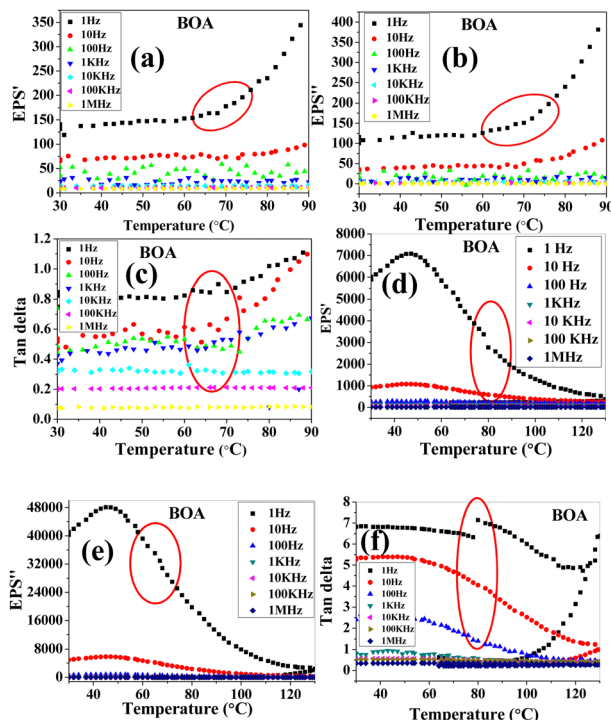 BOA
(a)
1Hz
10Hz
100Hz
1KHz
10KHz
100KHz
1MHz
EPS'
350
300
250
200
150
100
50
0
30 40 50 60 70 80 90
Temperature (°C)
BOA
(b)
1Hz
10Hz
100Hz
1KHz
10KHz
100KHz
1MHz
EPS''
400
350
300
250
200
150
100
50
0
30 40 50 60 70 80 90
Temperature (°C)
BOA
(c)
1Hz
10Hz
100Hz
1KHz
10KHz
100KHz
1MHz
Tan delta
1.2
1.0
0.8
0.6
0.4
0.2
0.0
30 40 50 60 70 80 90
Temperature (°C)
BOA
(d)
1 Hz
10 Hz
100 Hz
1KHz
10 KHz
100 KHz
1MHz
EPS'
8000
7000
6000
5000
4000
3000
2000
1000
0
40 60 80 100 120
Temperature (°C)
BOA
(e)
1Hz
10Hz
100Hz
1KHz
10KHz
100KHz
1MHz
EPS''
48000
40000
32000
24000
16000
8000
0
40 60 80 100 120
Temperature (°C)
BOA
(f)
1Hz
10Hz
100Hz
1KHz
10KHz
100KHz
1MHz
Tan delta
7
6
5
4
3
2
1
0
40 60 80 100 120
Temperature (°C)